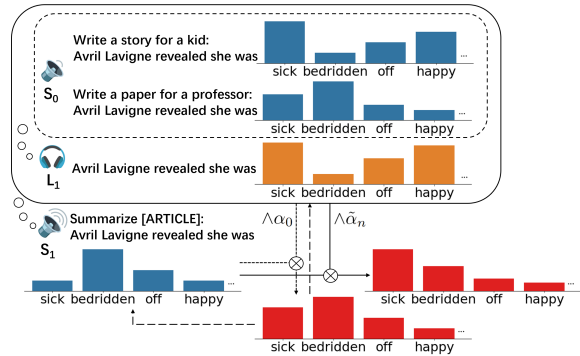 Write a story for a kid:
Avril Lavigne revealed she was
...
sick bedridden off happy
S0
Write a paper for a professor:
Avril Lavigne revealed she was
...
sick bedridden off happy
L1
Avril Lavigne revealed she was
...
sick bedridden off happy
S1
Summarize [ARTICLE]:
Avril Lavigne revealed she was
∧α₀
∧α̃ₙ
...
sick bedridden off happy
...
sick bedridden off happy
...
sick bedridden off happy